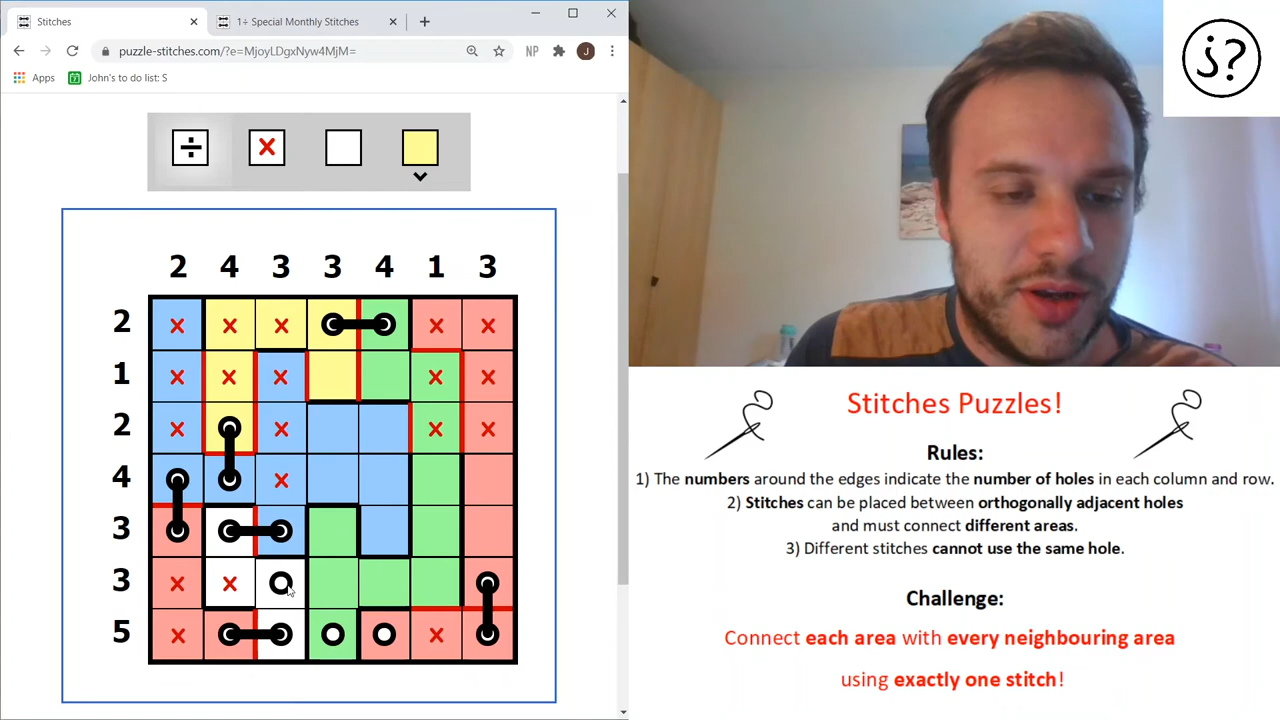 Stitches
1÷ Special Monthly Stitches
puzzle-stitches.com/?e=MjoyLDgxNyw4MjM=
NP
J
Apps
John's to do list: S
÷
2 4 3 3 4 1 3
2
1
2
4
3
3
5
j?
Stitches Puzzles!
Rules:
1) The numbers around the edges indicate the number of holes in each column and row.
2) Stitches can be placed between orthogonally adjacent holes
and must connect different areas.
3) Different stitches cannot use the same hole.
Challenge:
Connect each area with every neighbouring area
using exactly one stitch!